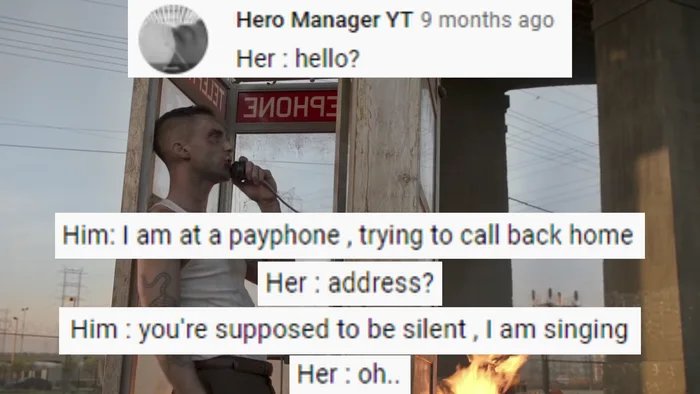 Hero Manager YT 9 months ago
Her : hello?
TELEPHONE
EPHONE
Him: I am at a payphone , trying to call back home
Her : address?
Him : you're supposed to be silent , I am singing
Her : oh..